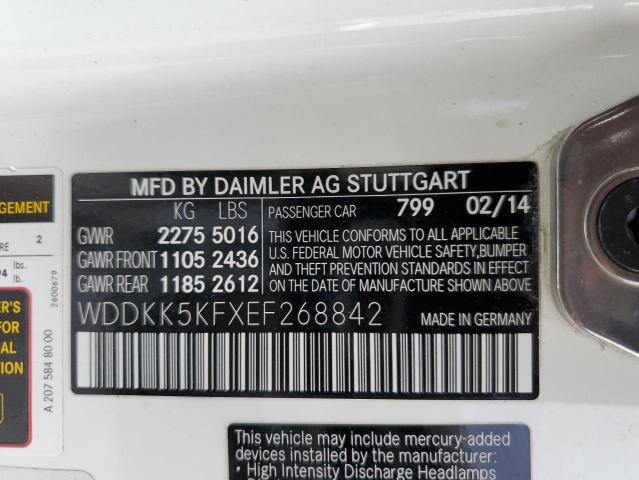 MFD BY DAIMLER AG STUTTGART
KG LBS PASSENGER CAR 799 02/14
GWR 2275 5016 THIS VEHICLE CONFORMS TO ALL APPLICABLE
GAWR FRONT 1105 2436 U.S. FEDERAL MOTOR VEHICLE SAFETY, BUMPER
GAWR REAR 1185 2612 AND THEFT PREVENTION STANDARDS IN EFFECT
ON THE DATE OF MANUFACTURE SHOWN ABOVE
WDDKK5KFXEF268842 MADE IN GERMANY
This vehicle may include mercury-added
devices installed by the manufacturer:
• High Intensity Discharge Headlamps
GEMENT
RE 2
94 lbs.
lb.
2600679
R'S
FOR
AL
ION
A 207 584 80 00